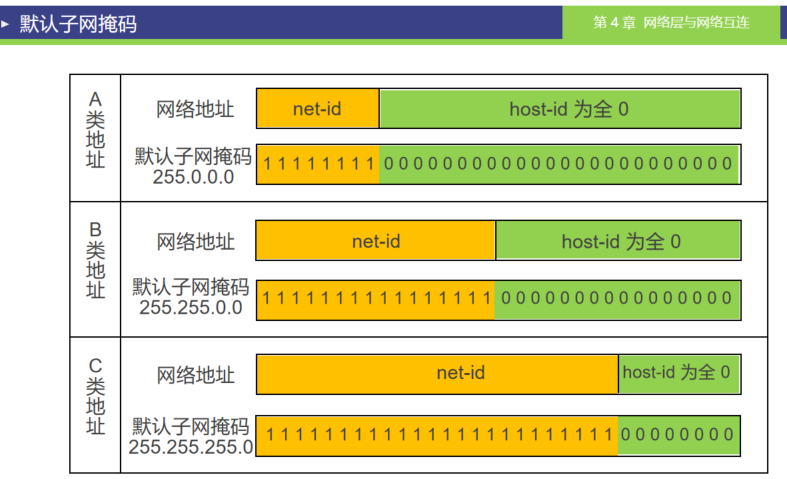 ▸ 默认子网掩码
第 4 章 网络层与网络互连
A类地址
网络地址
net-id
host-id 为全 0
默认子网掩码
255.0.0.0
1 1 1 1 1 1 1 1 0 0 0 0 0 0 0 0 0 0 0 0 0 0 0 0 0 0 0 0 0 0 0 0
B类地址
网络地址
net-id
host-id 为全 0
默认子网掩码
255.255.0.0
1 1 1 1 1 1 1 1 1 1 1 1 1 1 1 1 0 0 0 0 0 0 0 0 0 0 0 0 0 0 0 0
C类地址
网络地址
net-id
host-id 为全 0
默认子网掩码
255.255.255.0
1 1 1 1 1 1 1 1 1 1 1 1 1 1 1 1 1 1 1 1 1 1 1 1 0 0 0 0 0 0 0 0